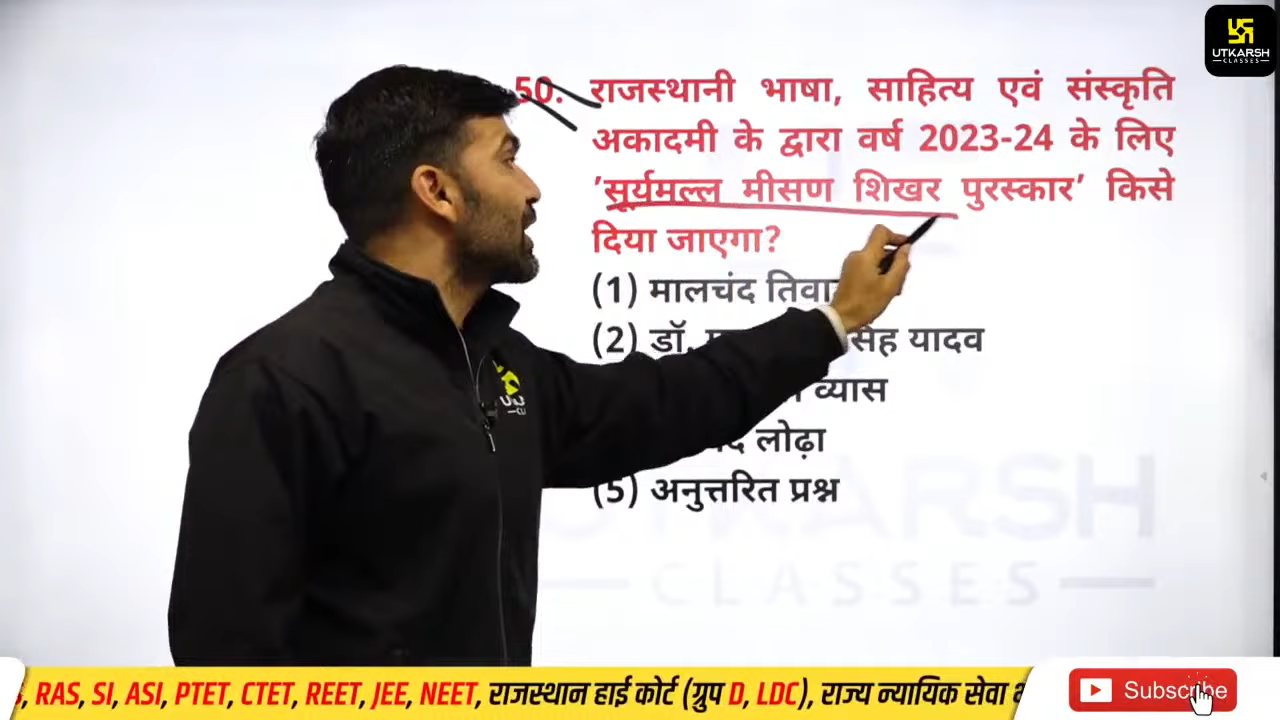 UTKARSH
CLASSES
50. राजस्थानी भाषा, साहित्य एवं संस्कृति
अकादमी के द्वारा वर्ष 2023-24 के लिए
'सूर्यमल्ल मीसण शिखर पुरस्कार' किसे
दिया जाएगा?
(1) मालचंद
(2) डॉ. यादव
व्यास
लोढ़ा
(5) अनुत्तरित प्रश्न
UTKARSH
CLASSES
RAS, SI, ASI, PTET, CTET, REET, JEE, NEET, राजस्थान हाई कोर्ट (ग्रुप D, LDC), राज्य न्यायिक सेवा
Subscribe